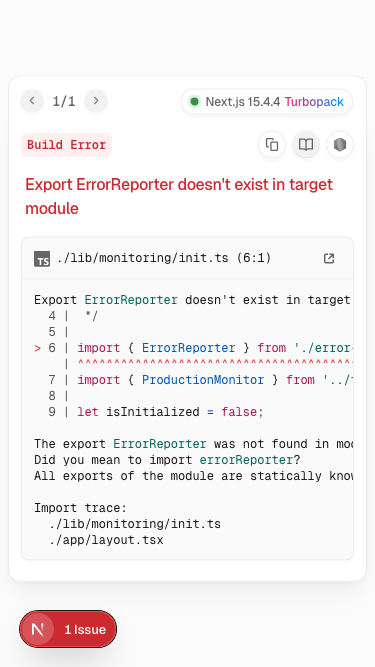 1/1
Next.js 15.4.4 Turbopack
Build Error
Export ErrorReporter doesn't exist in target
module
TS ./lib/monitoring/init.ts (6:1)
Export ErrorReporter doesn't exist in target
4 | */
5 |
> 6 | import { ErrorReporter } from './error-
| ^^^^^^^^^^^^^^^^^^^^^^^^^^^^^^^^^^^^^
7 | import { ProductionMonitor } from '../
8 |
9 | let isInitialized = false;
The export ErrorReporter was not found in
Did you mean to import errorReporter?
All exports of the module are statically
Import trace:
./lib/monitoring/init.ts
./app/layout.tsx
N 1 Issue